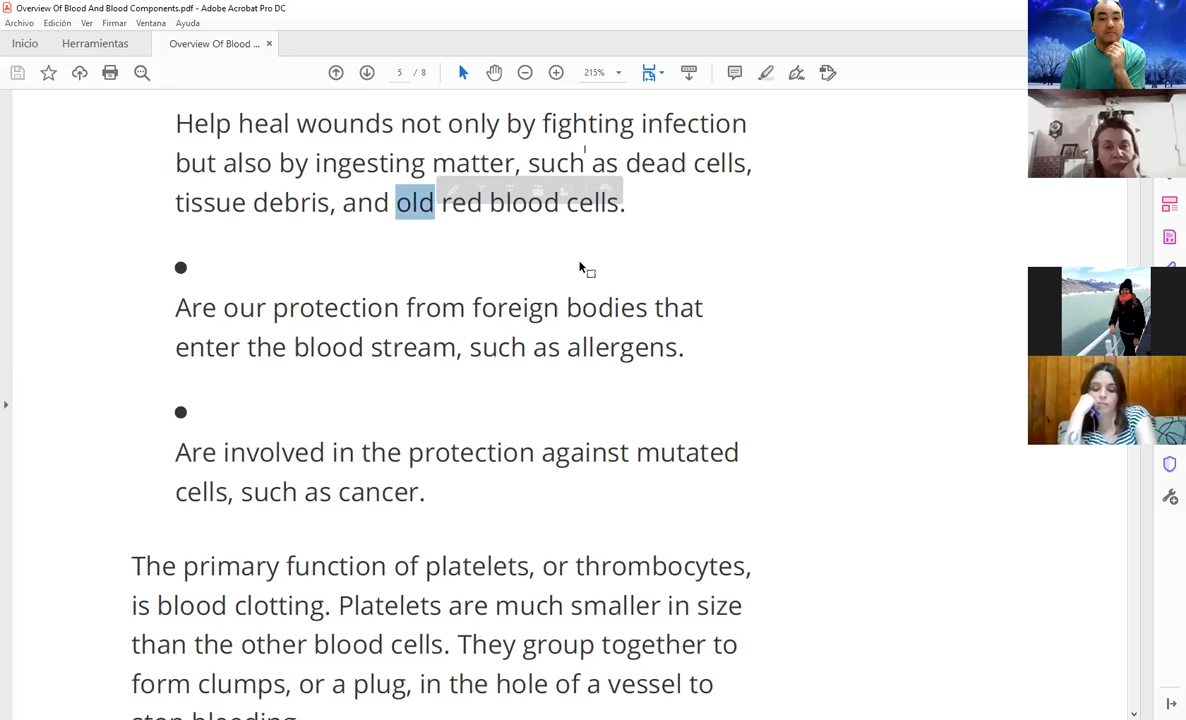 Overview Of Blood And Blood Components.pdf - Adobe Acrobat Pro DC
Archivo Edición Ver Firmar Ventana Ayuda
Inicio Herramientas Overview Of Blood ... ×
5 / 8 215%
Help heal wounds not only by fighting infection
but also by ingesting matter, such as dead cells,
tissue debris, and old red blood cells.
●
Are our protection from foreign bodies that
enter the blood stream, such as allergens.
●
Are involved in the protection against mutated
cells, such as cancer.
The primary function of platelets, or thrombocytes,
is blood clotting. Platelets are much smaller in size
than the other blood cells. They group together to
form clumps, or a plug, in the hole of a vessel to
stop bleeding.